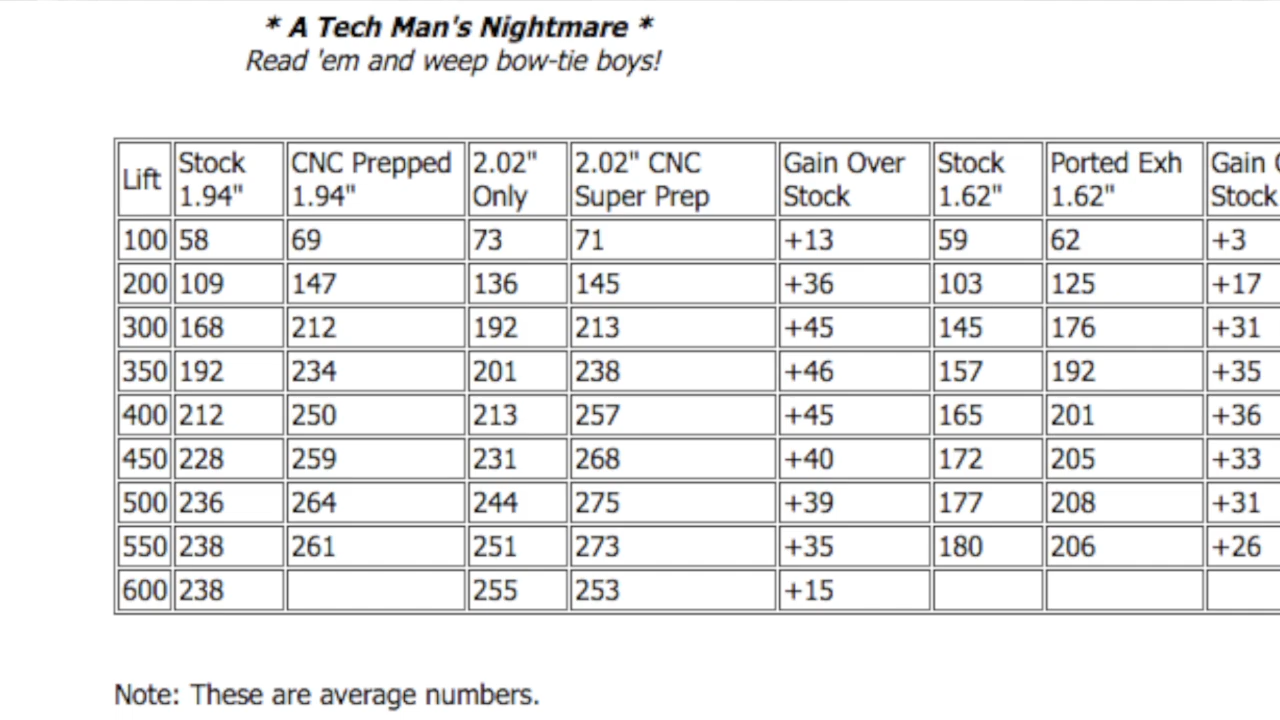 * A Tech Man's Nightmare *
Read 'em and weep bow-tie boys!
Lift Stock 1.94" CNC Prepped 1.94" 2.02" Only 2.02" CNC Super Prep Gain Over Stock Stock 1.62" Ported Exh 1.62" Gain Stock
100 58 69 73 71 +13 59 62 +3
200 109 147 136 145 +36 103 125 +17
300 168 212 192 213 +45 145 176 +31
350 192 234 201 238 +46 157 192 +35
400 212 250 213 257 +45 165 201 +36
450 228 259 231 268 +40 172 205 +33
500 236 264 244 275 +39 177 208 +31
550 238 261 251 273 +35 180 206 +26
600 238 255 253 +15
Note: These are average numbers.